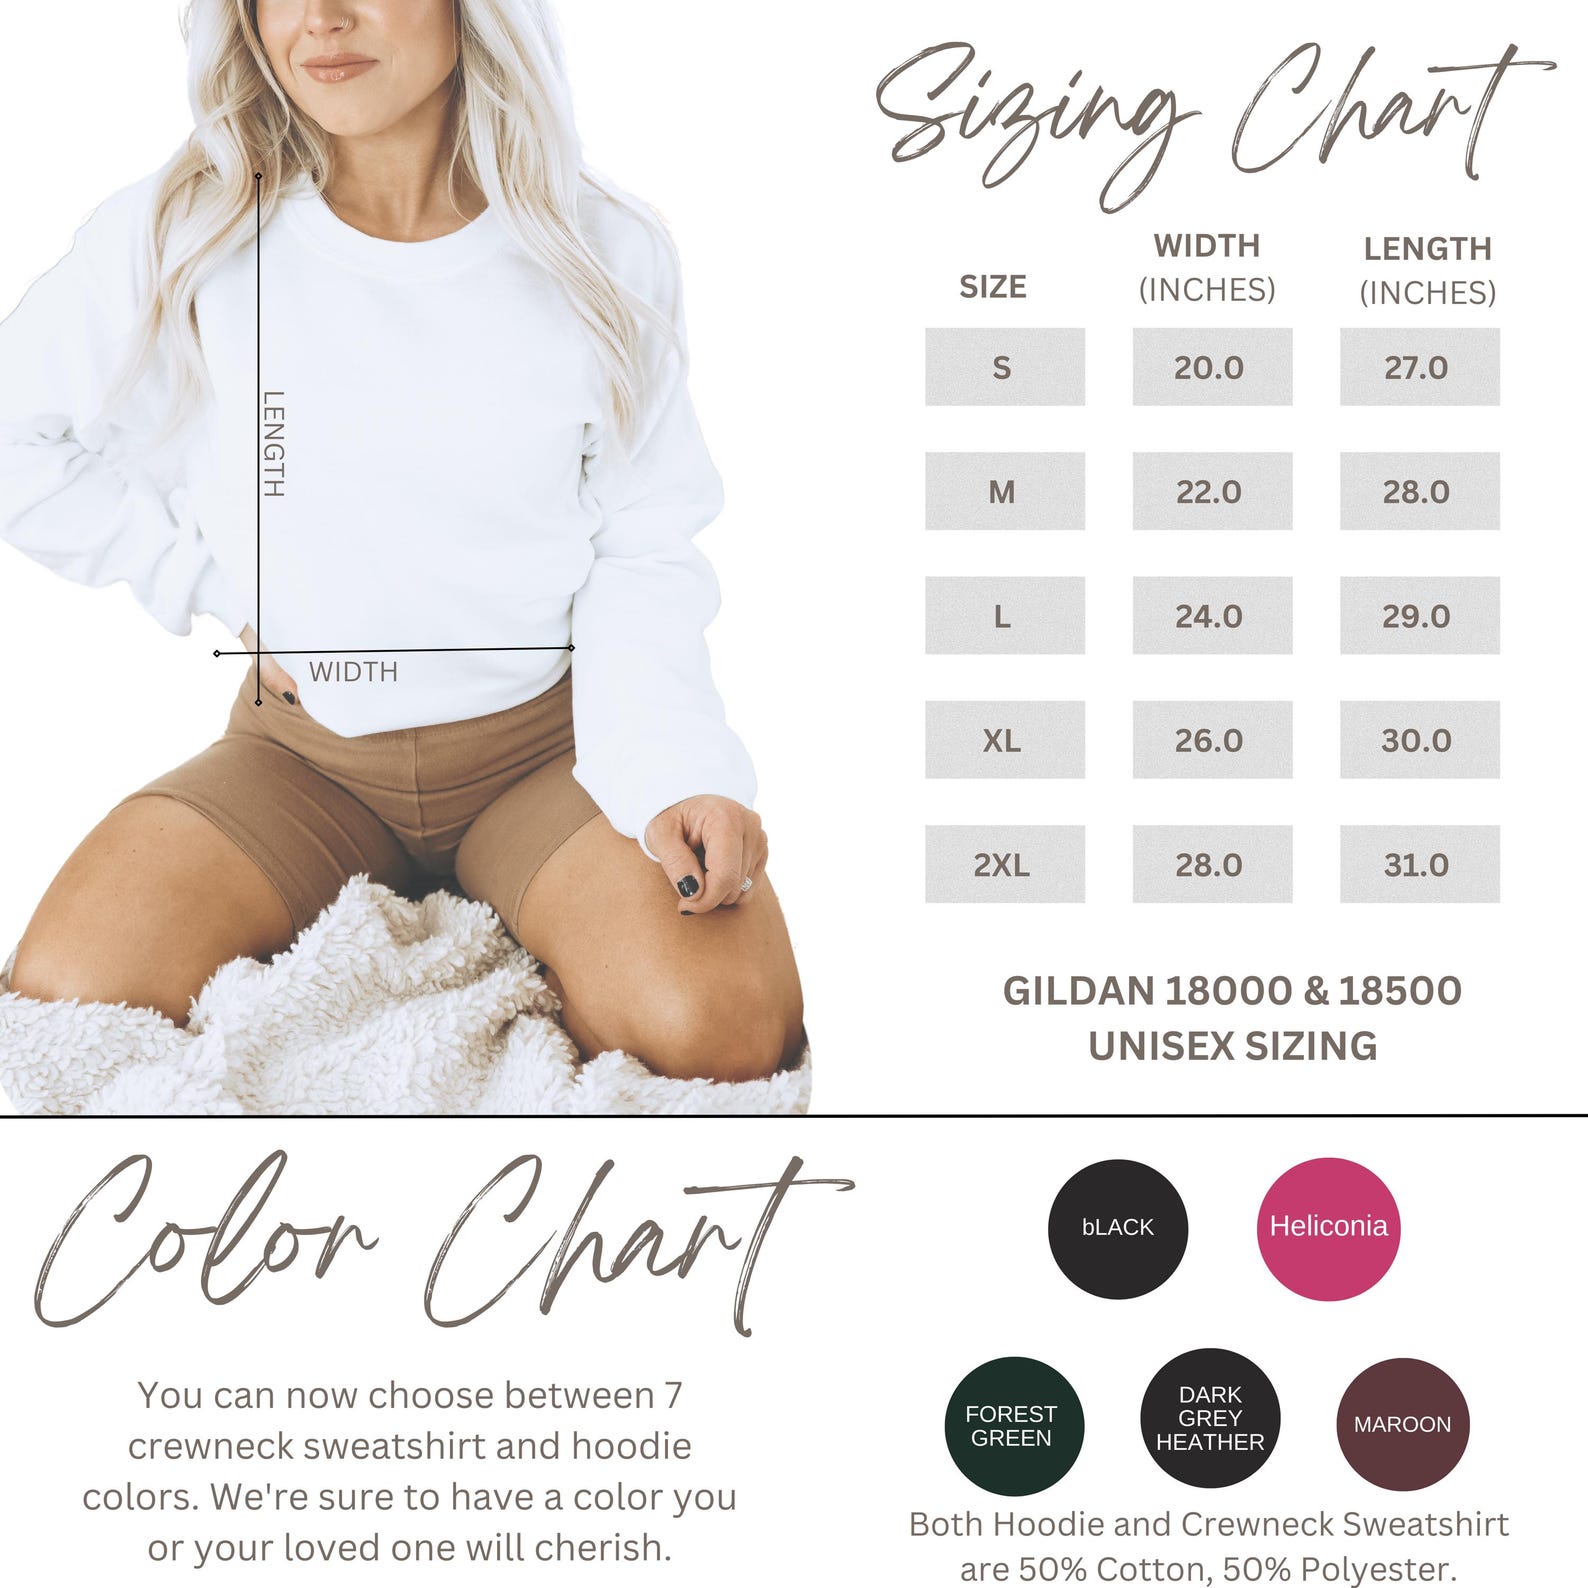 Sizing Chart
SIZE
WIDTH
(INCHES)
LENGTH
(INCHES)
S 20.0 27.0
M 22.0 28.0
L 24.0 29.0
XL 26.0 30.0
2XL 28.0 31.0
LENGTH
WIDTH
GILDAN 18000 & 18500
UNISEX SIZING
Color Chart
You can now choose between 7
crewneck sweatshirt and hoodie
colors. We're sure to have a color you
or your loved one will cherish.
bLACK
Heliconia
FOREST
GREEN
DARK
GREY
HEATHER
MAROON
Both Hoodie and Crewneck Sweatshirt
are 50% Cotton, 50% Polyester.